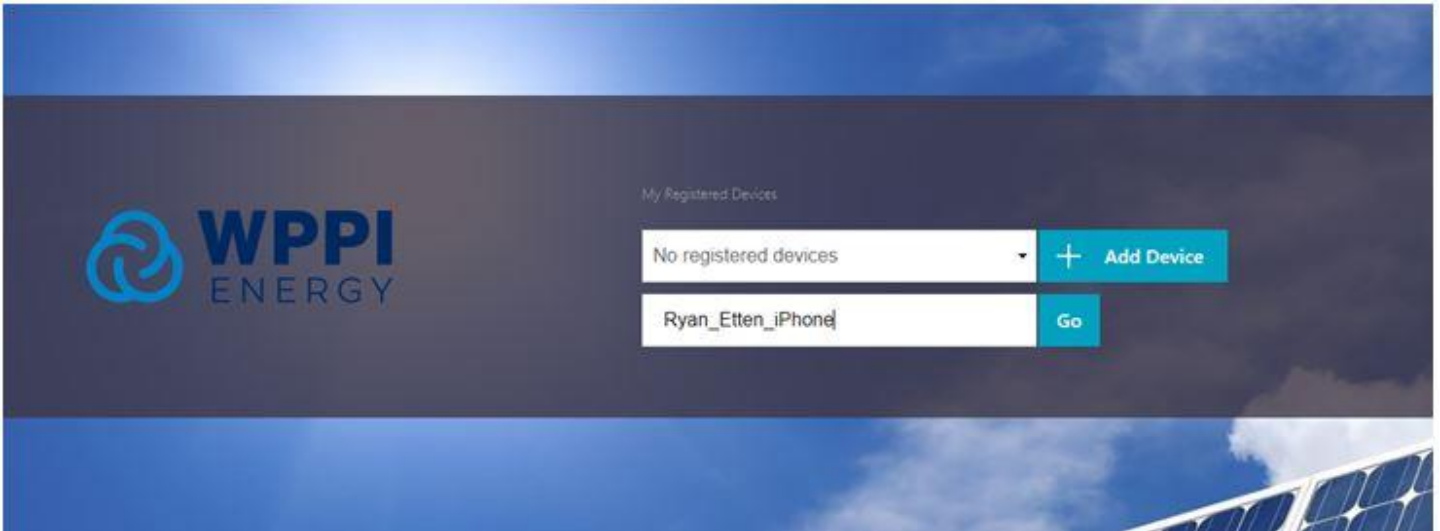 WPPI
ENERGY
My Registered Devices
No registered devices
+ Add Device
Ryan_Etten_iPhone
Go